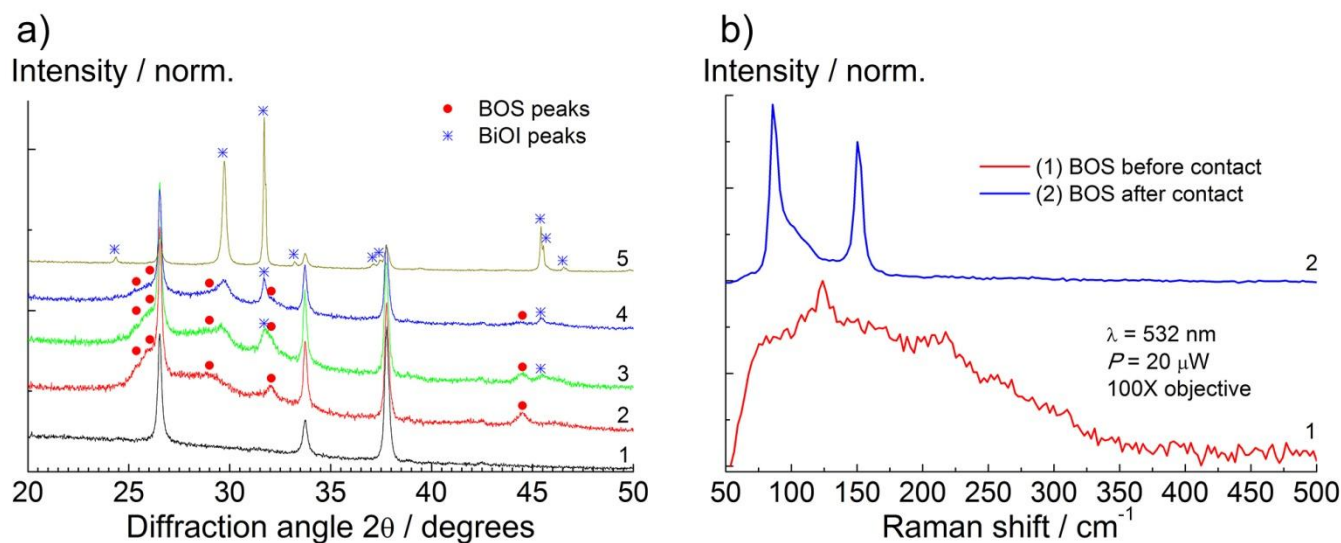 a)
Intensity / norm.
BOS peaks
BiOI peaks
5
4
3
2
1
20 25 30 35 40 45 50
Diffraction angle 2θ / degrees
b)
Intensity / norm.
(1) BOS before contact
(2) BOS after contact
2
λ = 532 nm
P = 20 μW
100X objective
1
50 100 150 200 250 300 350 400 450 500
Raman shift / cm⁻¹